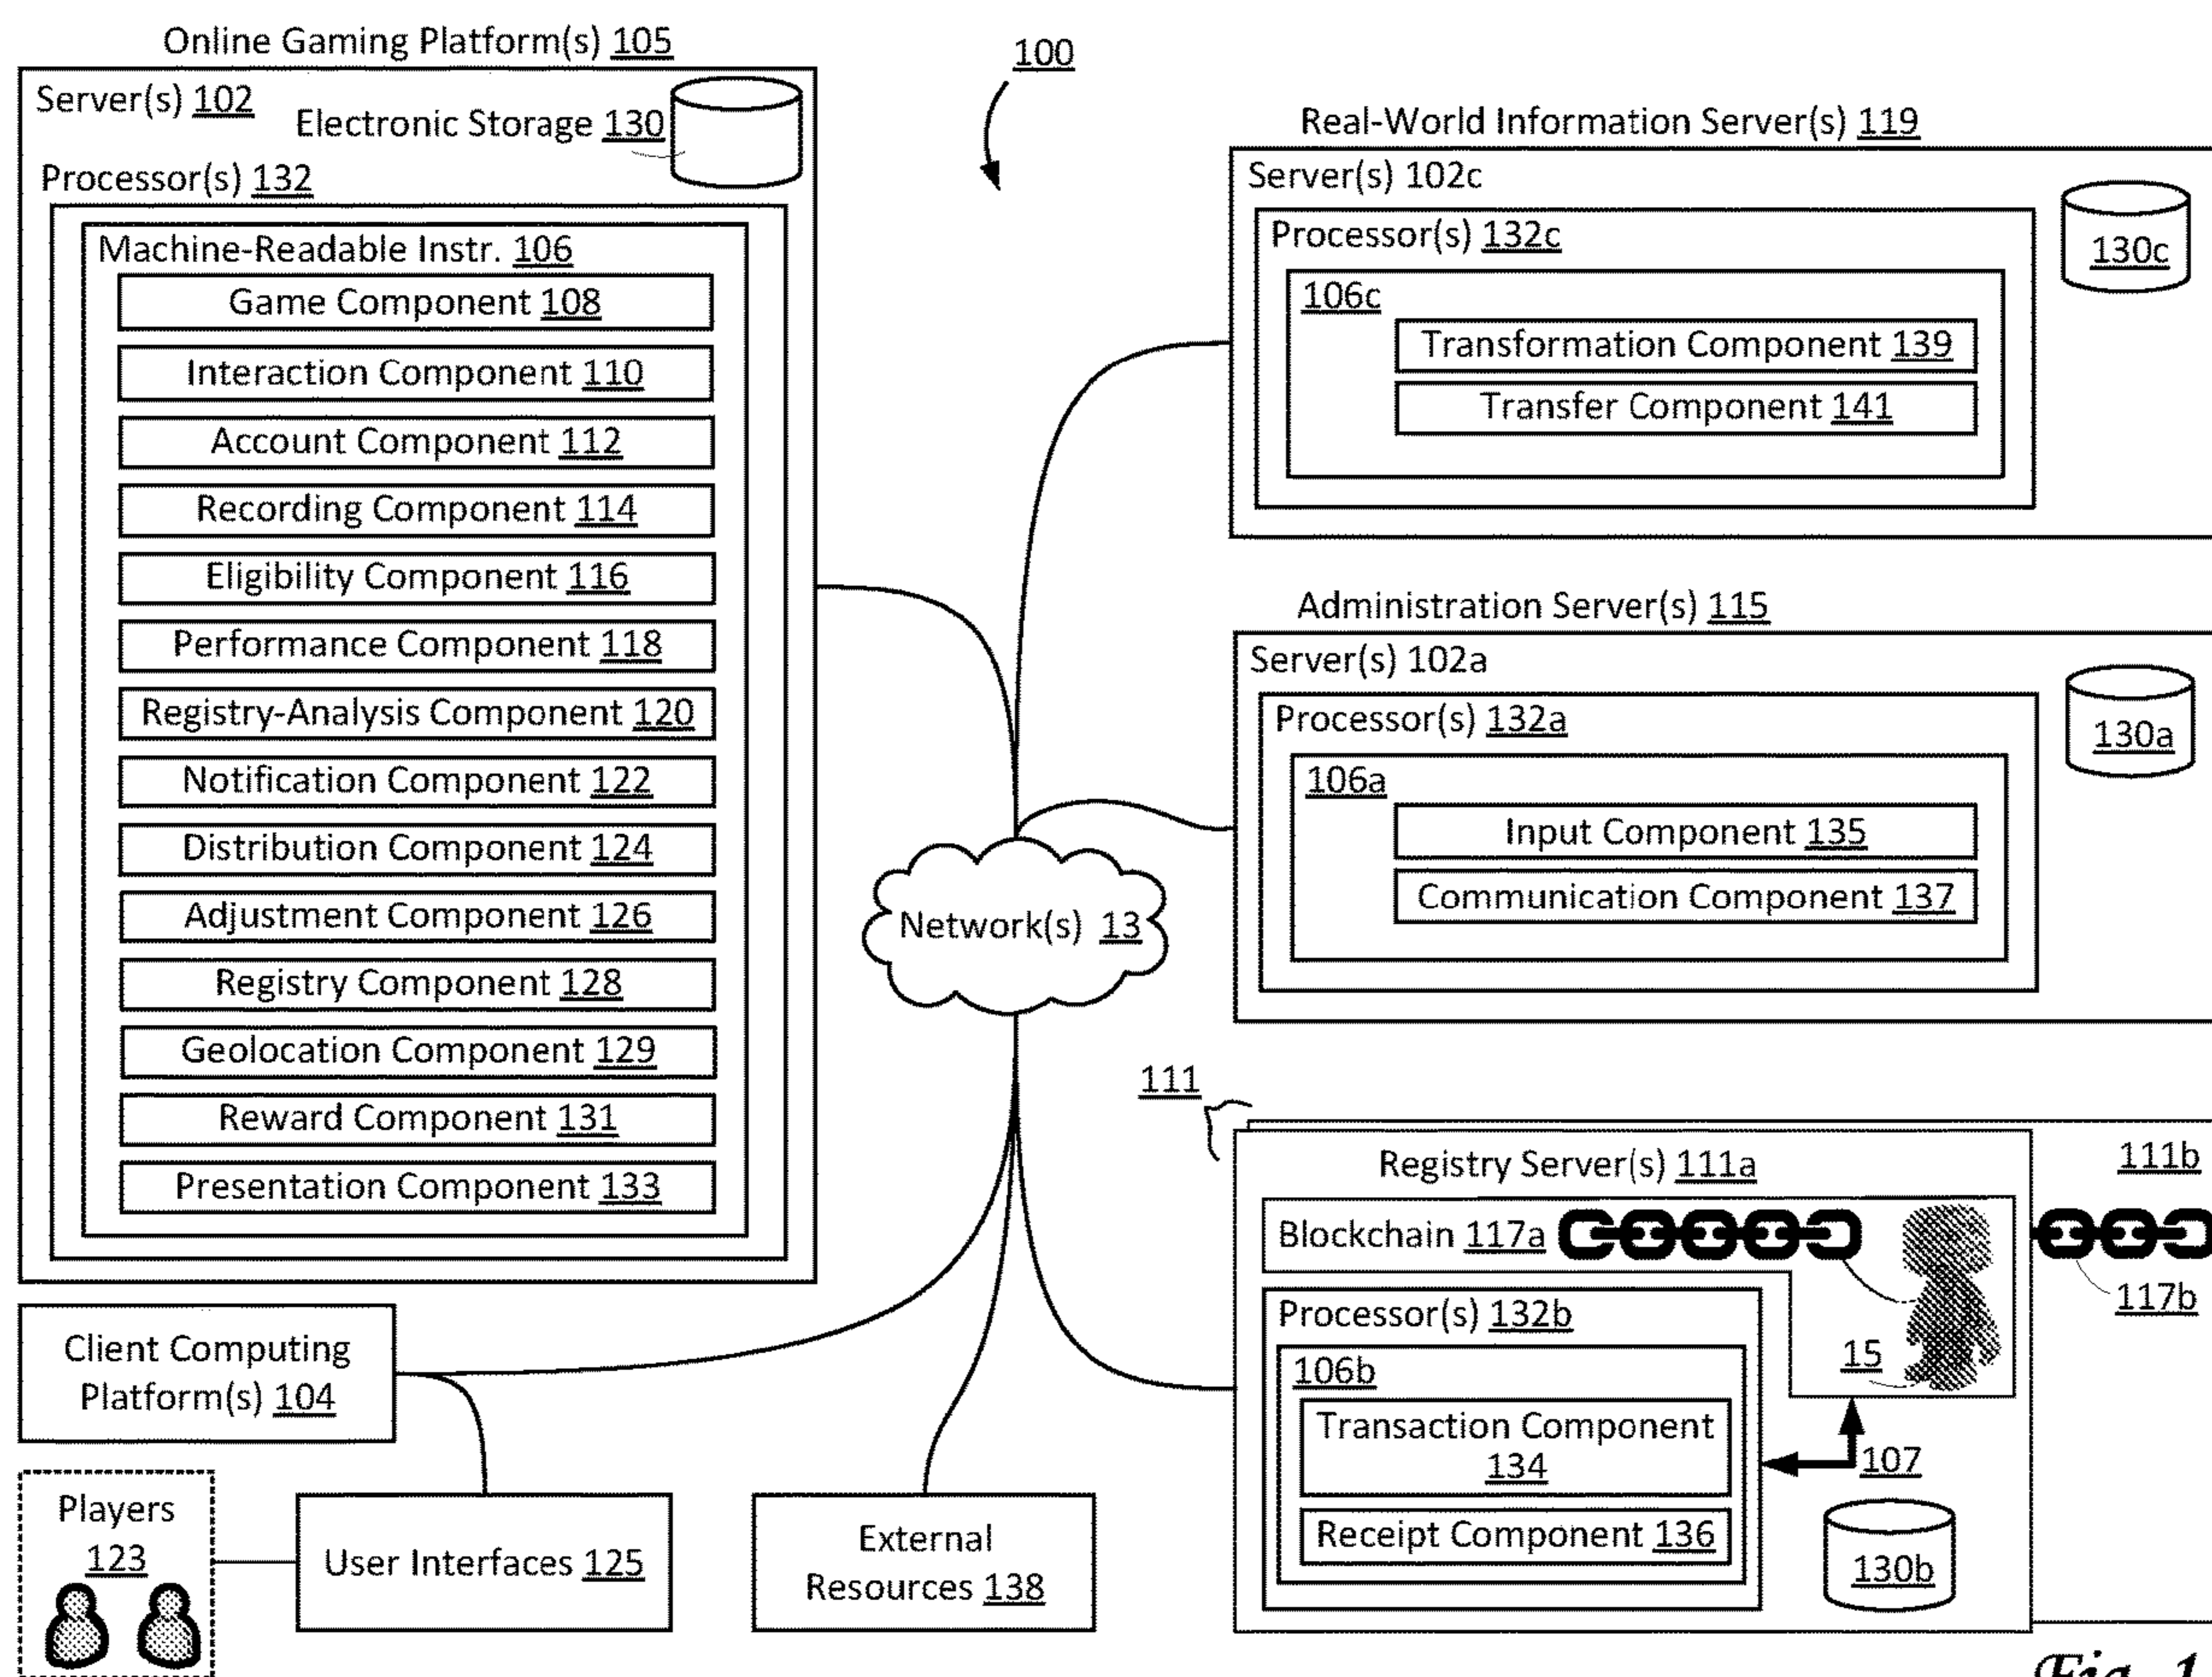 Online Gaming Platform(s) 105
Server(s) 102
Electronic Storage 130
Processor(s) 132
Machine-Readable Instr. 106
Game Component 108
Interaction Component 110
Account Component 112
Recording Component 114
Eligibility Component 116
Performance Component 118
Registry-Analysis Component 120
Notification Component 122
Distribution Component 124
Adjustment Component 126
Registry Component 128
Geolocation Component 129
Reward Component 131
Presentation Component 133
Client Computing
Platform(s) 104
Players
123
User Interfaces 125
External
Resources 138
100
Network(s) 13
Real-World Information Server(s) 119
Server(s) 102c
Processor(s) 132c
130c
106c
Transformation Component 139
Transfer Component 141
Administration Server(s) 115
Server(s) 102a
Processor(s) 132a
130a
106a
Input Component 135
Communication Component 137
111
Registry Server(s) 111a
111b
Blockchain 117a
117b
Processor(s) 132b
15
106b
Transaction Component
134
107
Receipt Component 136
130b
Fig. 1